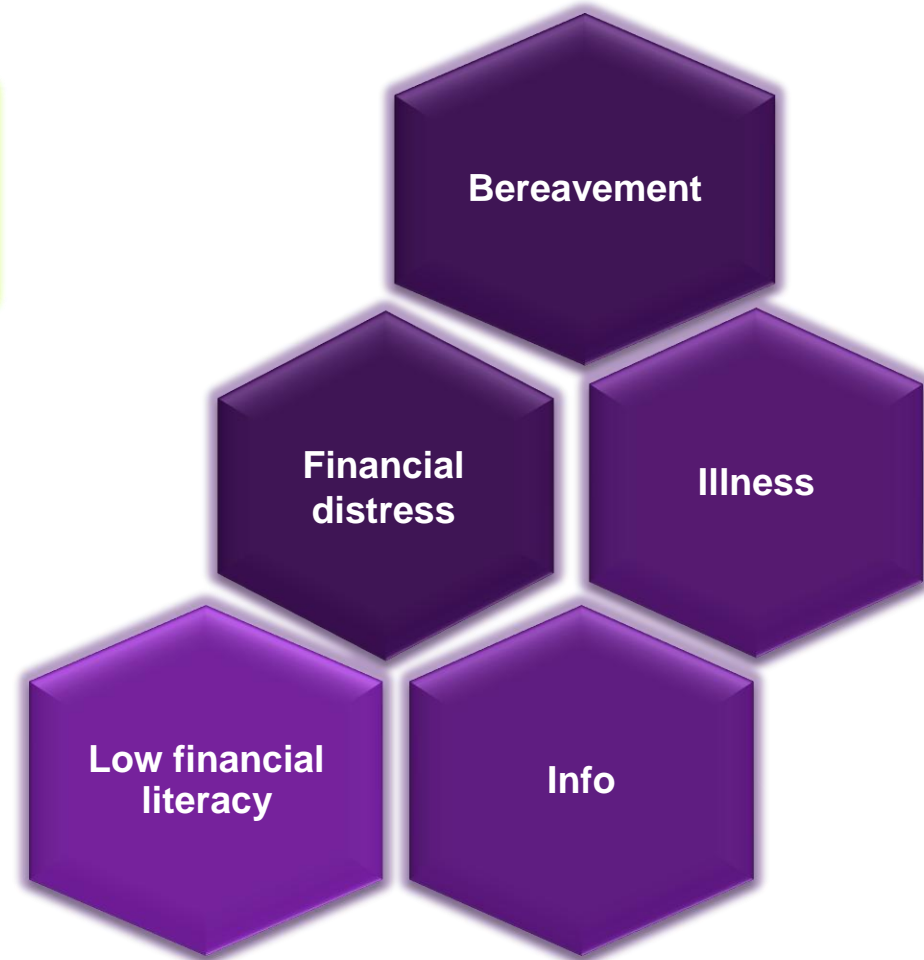 Bereavement
Financial
distress
Illness
Low financial
literacy
Info